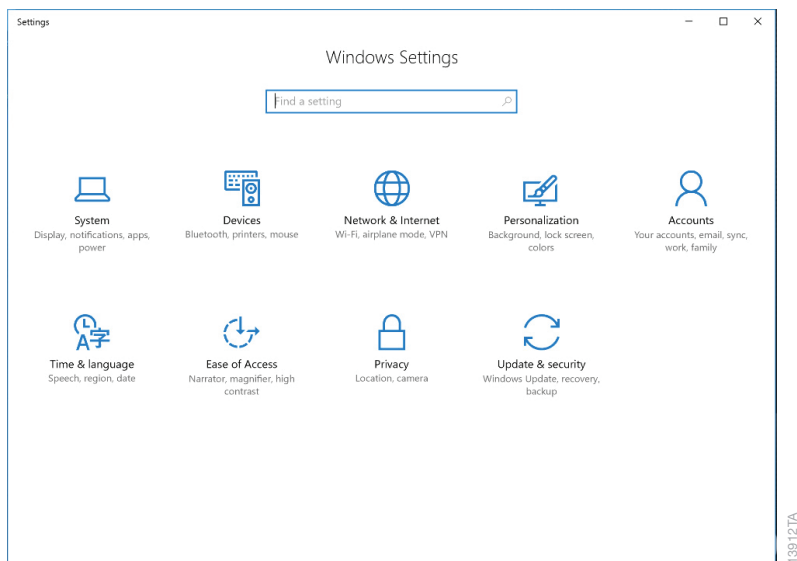 Settings
Windows Settings
Find a setting
System
Display, notifications, apps,
power
Devices
Bluetooth, printers, mouse
Network & Internet
Wi-Fi, airplane mode, VPN
Personalization
Background, lock screen,
colors
Accounts
Your accounts, email, sync,
work, family
A字
Time & language
Speech, region, date
Ease of Access
Narrator, magnifier, high
contrast
Privacy
Location, camera
Update & security
Windows Update, recovery,
backup
13912TA